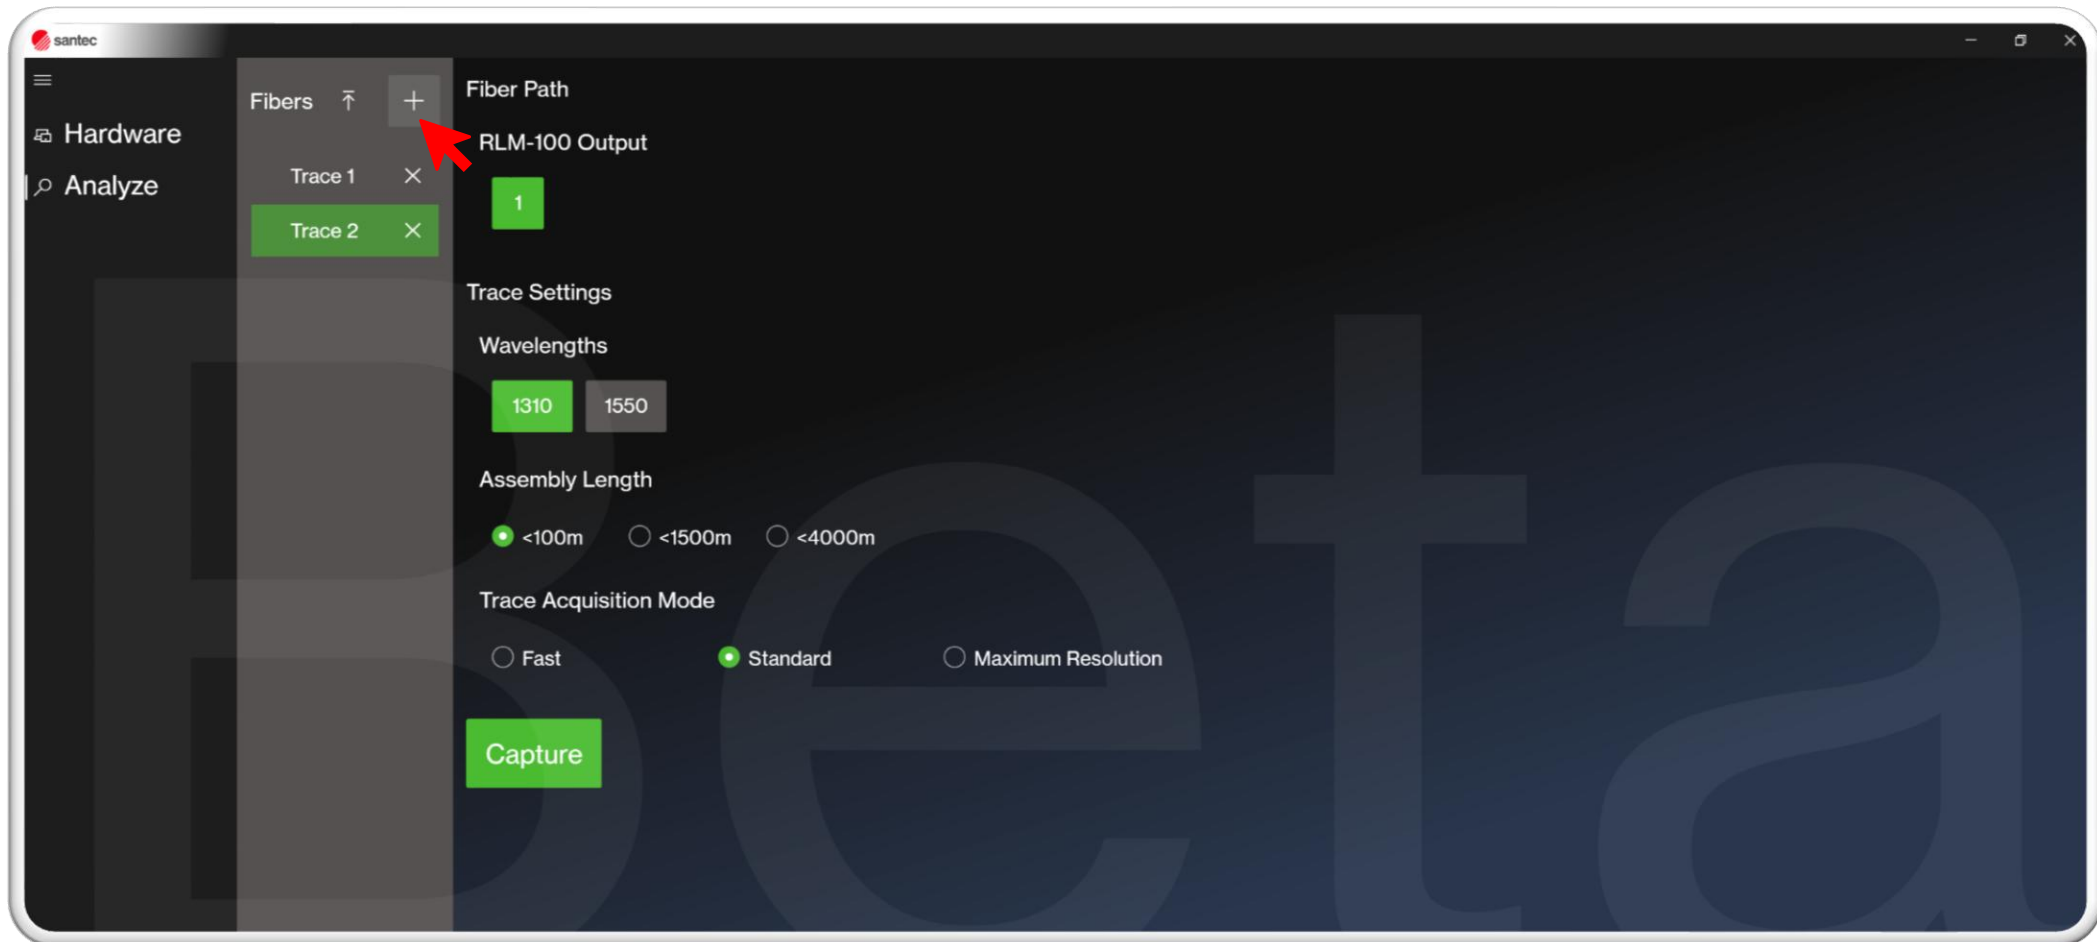 santec
Hardware
Analyze
Fibers
Trace 1
Trace 2
Fiber Path
RLM-100 Output
1
Trace Settings
Wavelengths
1310 1550
Assembly Length
<100m <1500m <4000m
Trace Acquisition Mode
Fast Standard Maximum Resolution
Capture
Beta